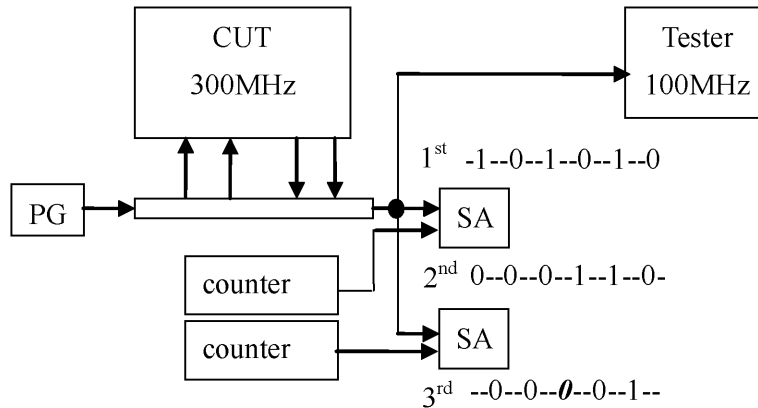 CUT
300MHz
Tester
100MHz
1st -1--0--1--0--1--0
PG
SA
counter
2nd 0--0--0--1--1--0-
counter
SA
3rd --0--0--0--0--1--